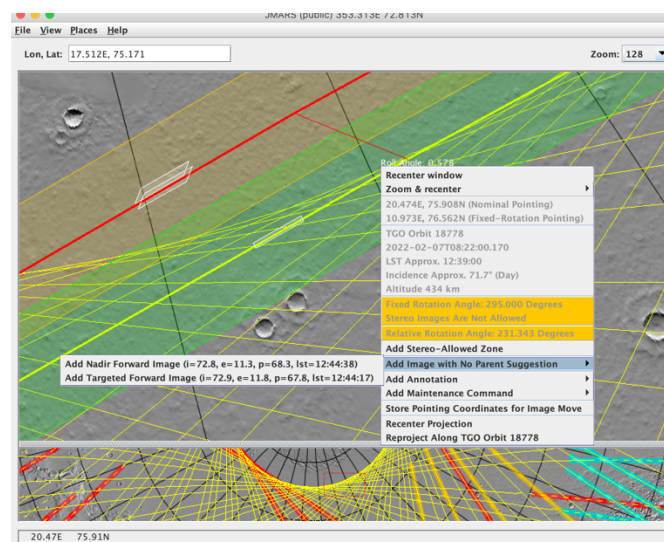 JMARS (public) 353.313E 72.813N
File View Places Help
Lon, Lat: 17.512E, 75.171
Zoom: 128
Roll Angle: 0.578
Recenter window
Zoom & recenter
20.474E, 75.908N (Nominal Pointing)
10.973E, 76.562N (Fixed-Rotation Pointing)
TGO Orbit 18778
2022-02-07T08:22:00.170
LST Approx. 12:39:00
Incidence Approx. 71.7° (Day)
Altitude 434 km
Fixed Rotation Angle: 295.000 Degrees
Stereo Images Are Not Allowed
Relative Rotation Angle: 231.343 Degrees
Add Stereo-Allowed Zone
Add Image with No Parent Suggestion
Add Nadir Forward Image (i=72.8, e=11.3, p=68.3, lst=12:44:38)
Add Targeted Forward Image (i=72.9, e=11.8, p=67.8, lst=12:44:17)
Add Annotation
Add Maintenance Command
Store Pointing Coordinates for Image Move
Recenter Projection
Reproject Along TGO Orbit 18778
20.47E 75.91N